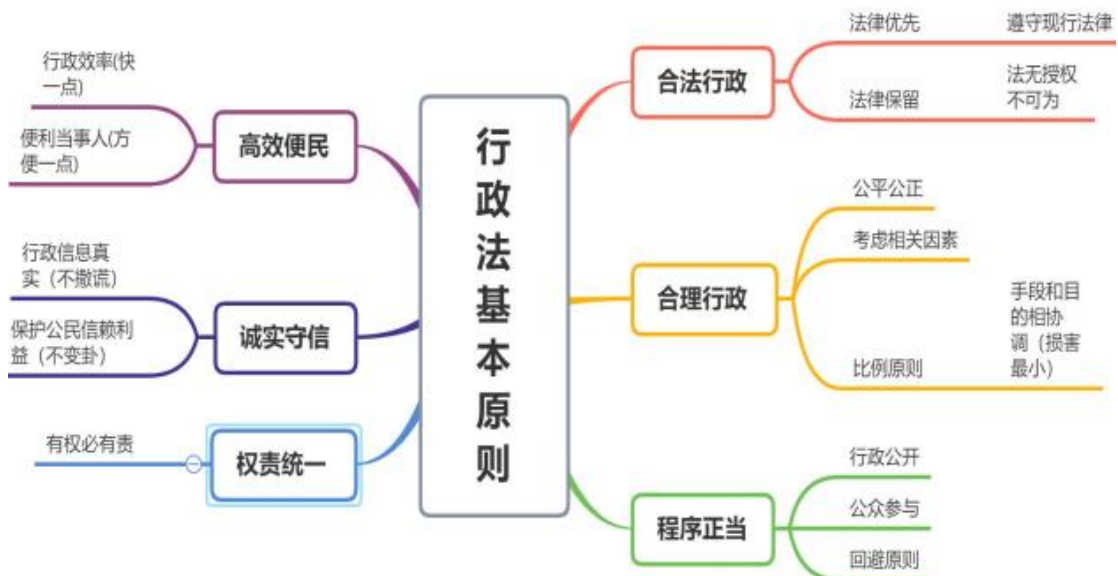 行政法基本原则
合法行政
法律优先
遵守现行法律
法律保留
法无授权
不可为
合理行政
公平公正
考虑相关因素
比例原则
手段和目
的相协
调（损害
最小）
程序正当
行政公开
公众参与
回避原则
高效便民
行政效率(快
一点)
便利当事人(方
便一点)
诚实守信
行政信息真
实（不撒谎）
保护公民信赖利
益（不变卦）
权责统一
有权必有责